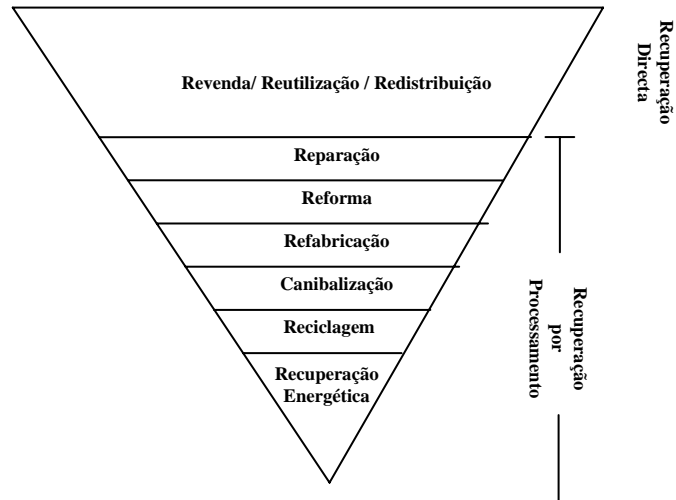 Revenda/ Reutilização / Redistribuição
Reparação
Reforma
Refabricação
Canibalização
Reciclagem
Recuperação
Energética
Recuperação
Directa
Recuperação
por
Processamento